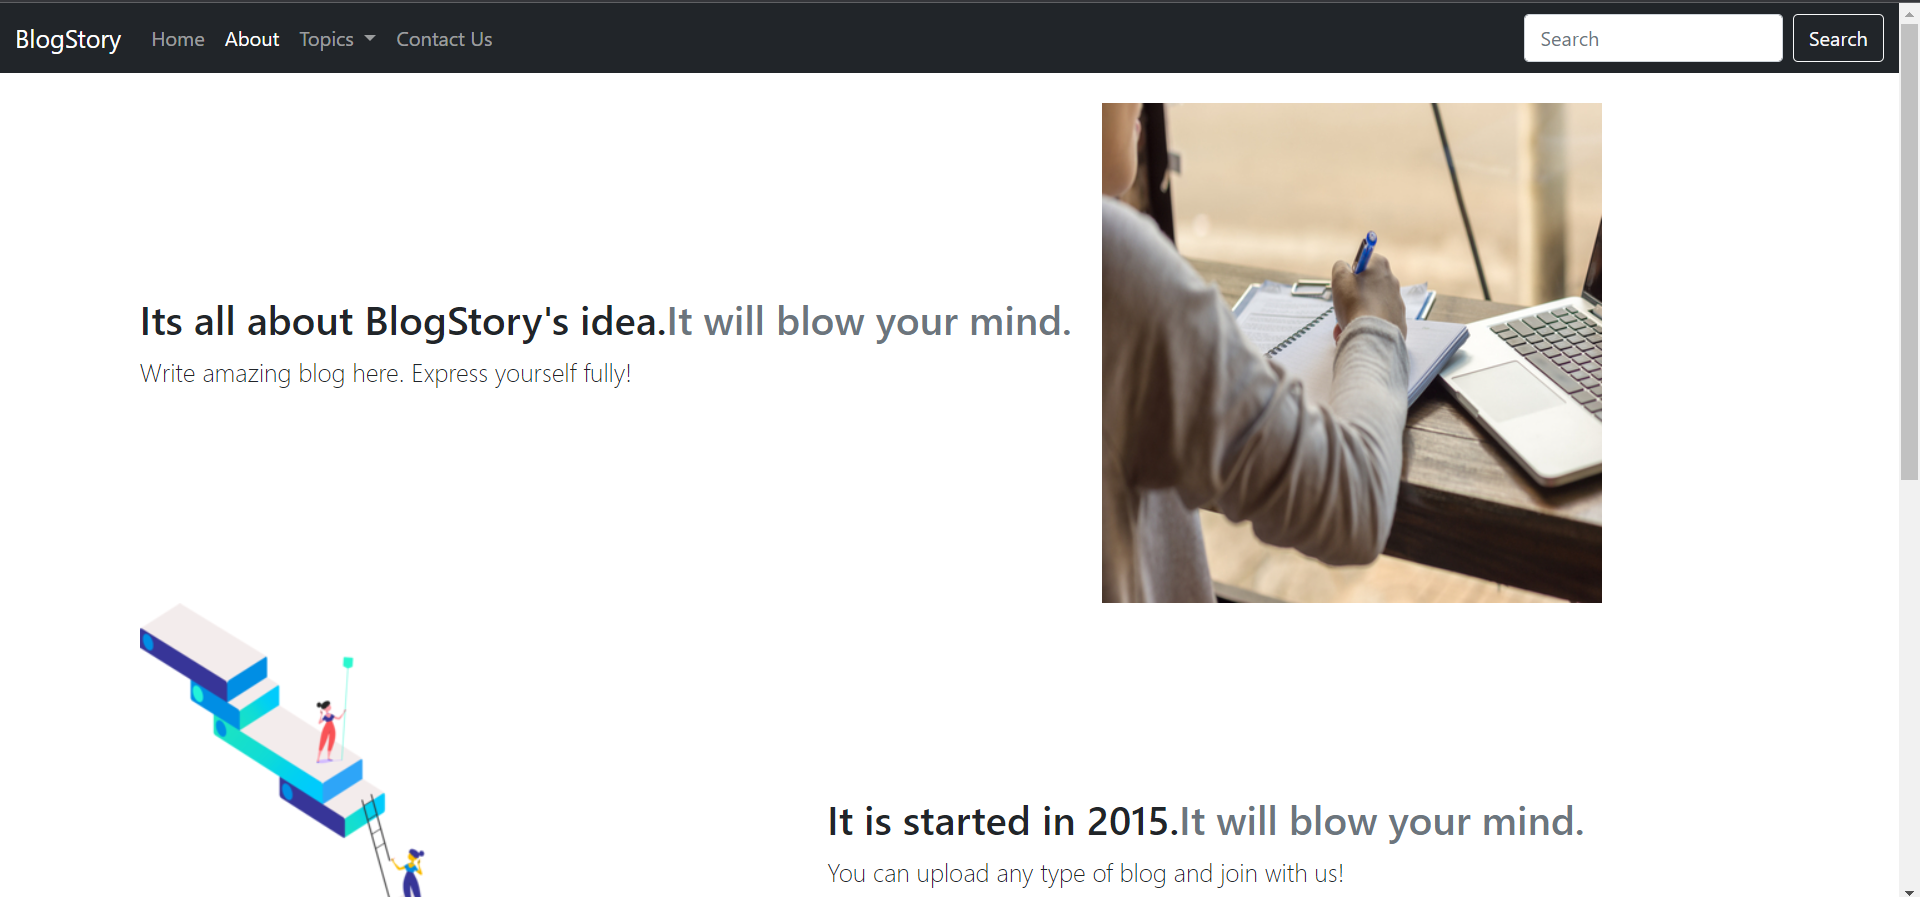 BlogStory Home About Topics Contact Us Search Search
Its all about BlogStory's idea.It will blow your mind.
Write amazing blog here. Express yourself fully!
It is started in 2015.It will blow your mind.
You can upload any type of blog and join with us!